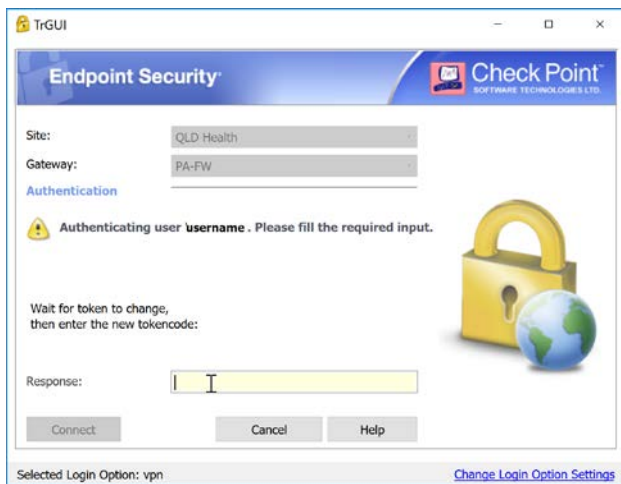 TrGUI
Endpoint Security
Check Point™
SOFTWARE TECHNOLOGIES LTD.
Site:
QLD Health
Gateway:
PA-FW
Authentication
Authenticating user 'username . Please fill the required input.
Wait for token to change,
then enter the new tokencode:
Response:
Connect
Cancel
Help
Selected Login Option: vpn
Change Login Option Settings